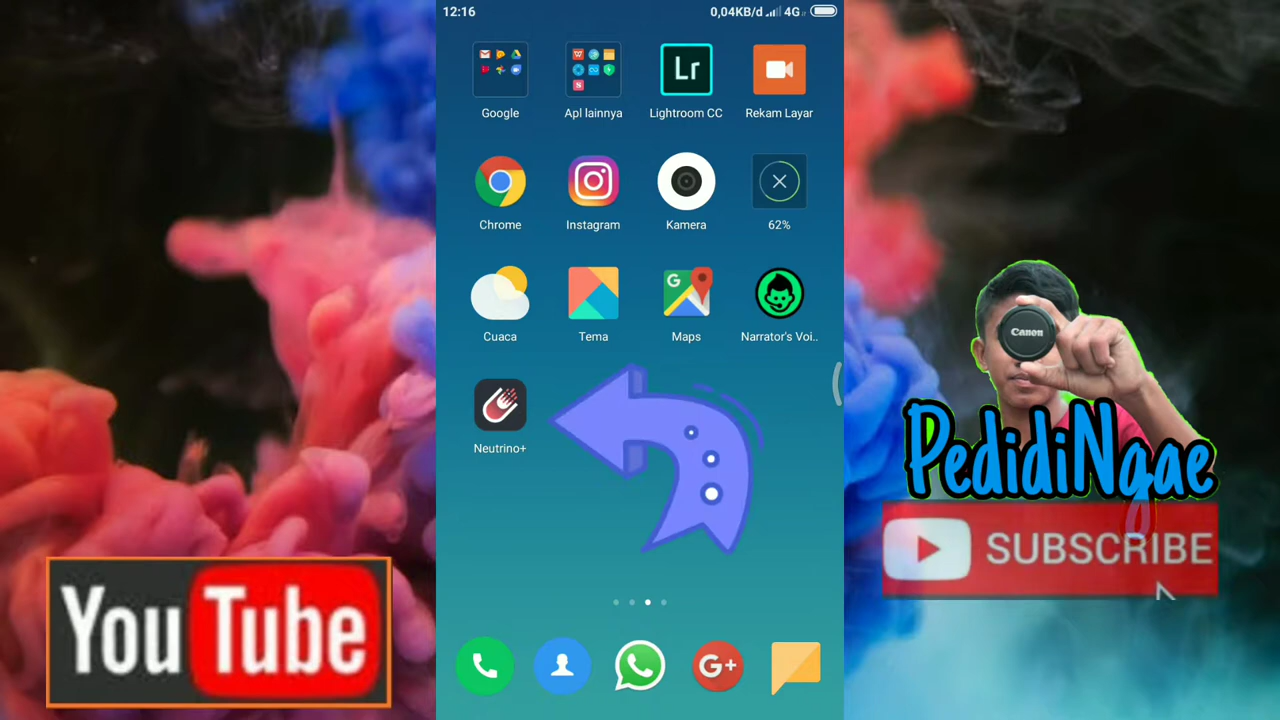 12:16
0,04KB/d
4G
Google
Apl lainnya
Lr
Lightroom CC
Rekam Layar
Chrome
Instagram
Kamera
62%
Cuaca
Tema
G
Maps
Narrator's Voi..
Neutrino+
G+
YouTube
Canon
PedidiNgae
SUBSCRIBE